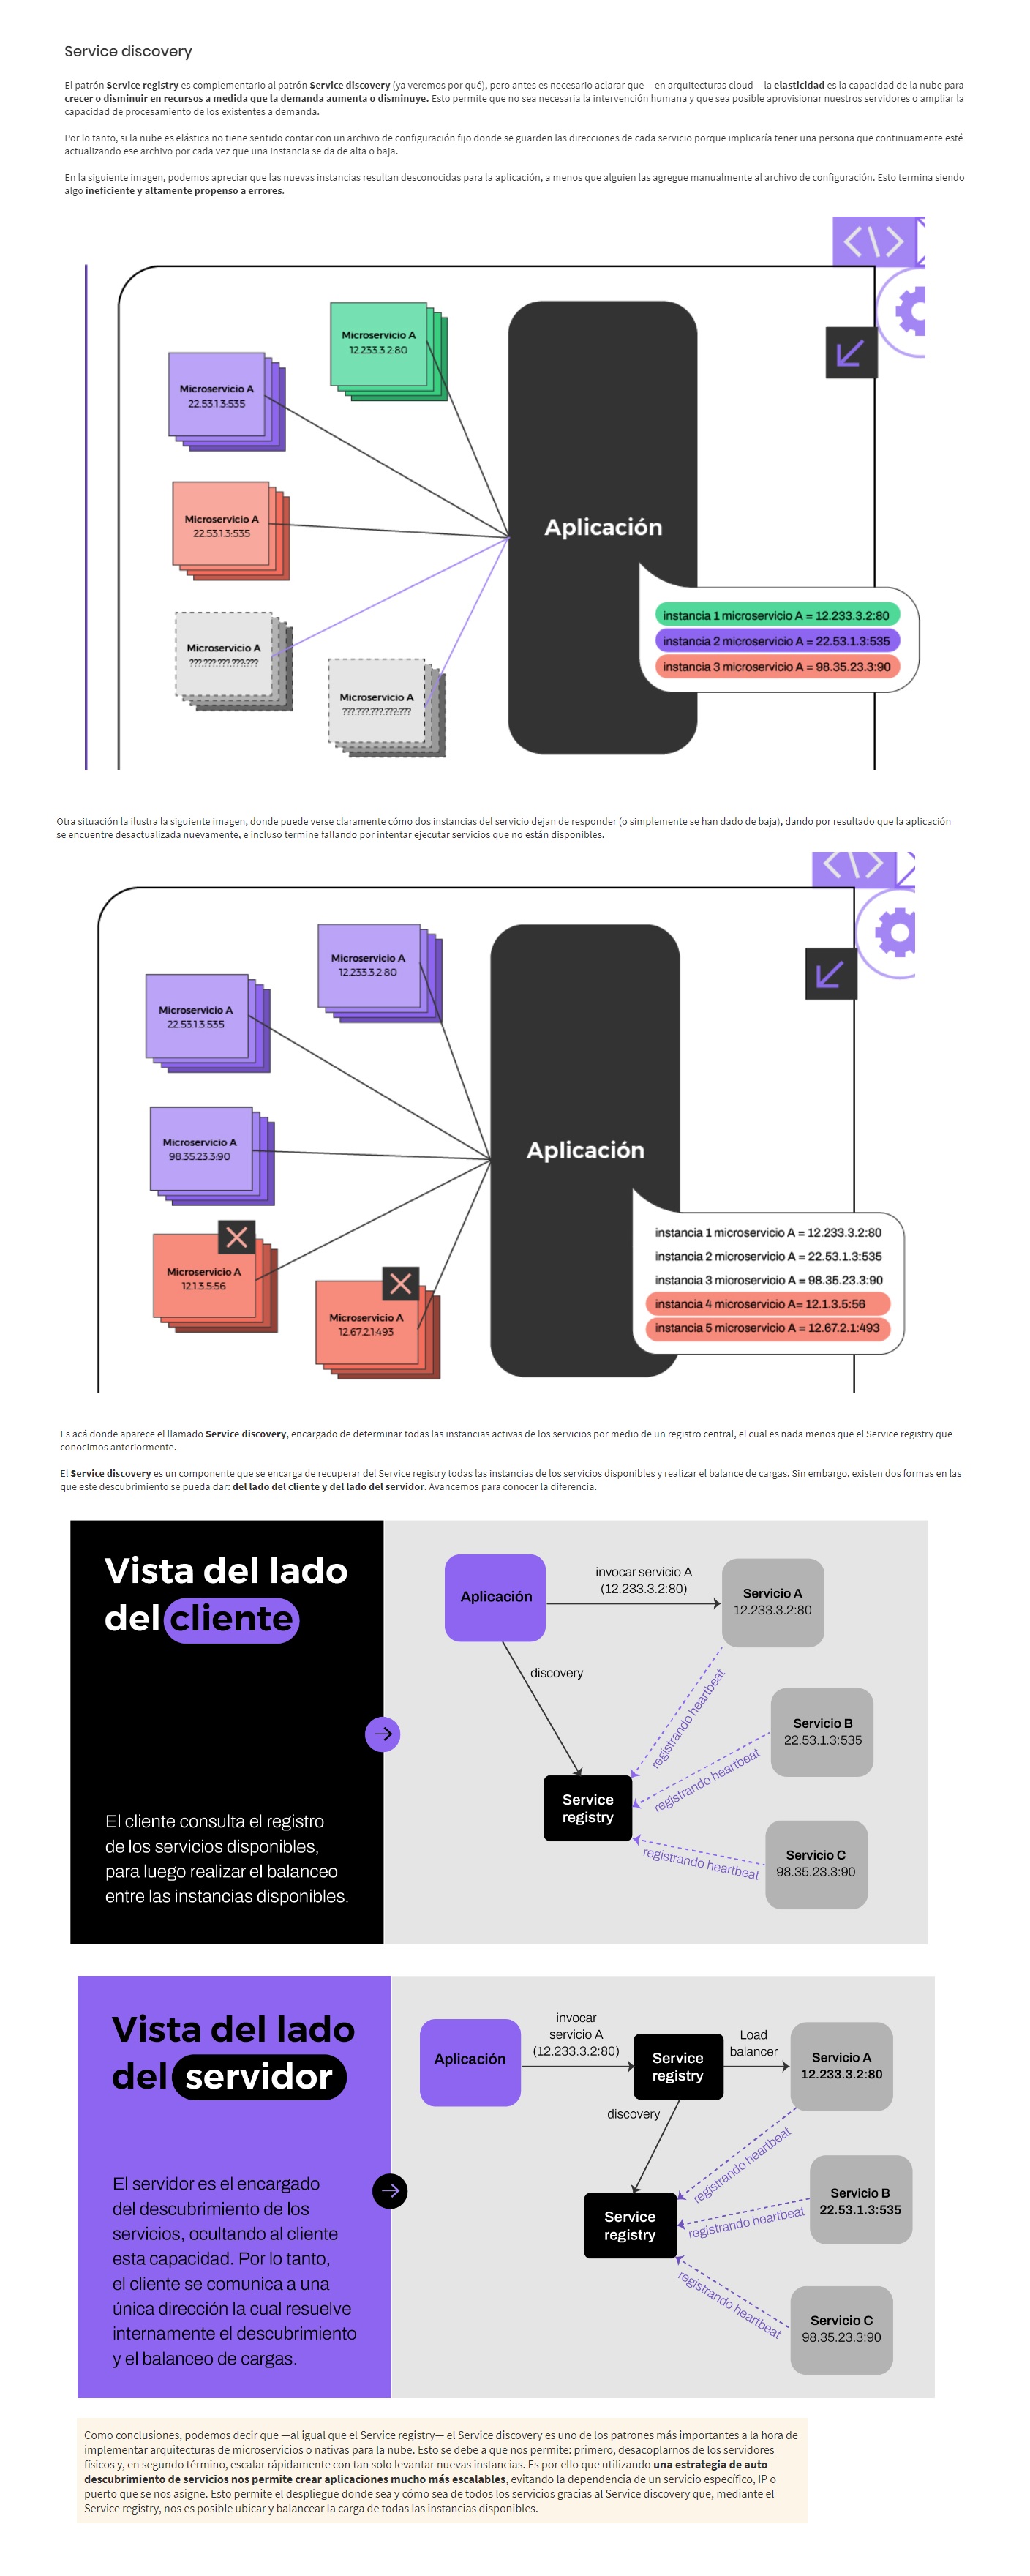 Service discovery
El patrón Service registry es complementario al patrón Service discovery (ya veremos por qué), pero antes es necesario aclarar que —en arquitecturas cloud— la elasticidad es la capacidad de la nube para
crecer o disminuir en recursos a medida que la demanda aumenta o disminuye. Esto permite que no sea necesaria la intervención humana y que sea posible aprovisionar nuestros servidores o ampliar la
capacidad de procesamiento de los existentes a demanda.
Por lo tanto, si la nube es elástica no tiene sentido contar con un archivo de configuración fijo donde se guarden las direcciones de cada servicio porque implicaría tener una persona que continuamente esté
actualizando ese archivo por cada vez que una instancia se da de alta o baja.
En la siguiente imagen, podemos apreciar que las nuevas instancias resultan desconocidas para la aplicación, a menos que alguien las agregue manualmente al archivo de configuración. Esto termina siendo
algo ineficiente y altamente propenso a errores.
Microservicio A
12.233.3.2:80
Microservicio A
22.53.1.3:535
Microservicio A
22.53.1.3:535
Microservicio A
???.???.???.???:???
Microservicio A
???.???.???.???:???
Aplicación
instancia 1 microservicio A = 12.233.3.2:80
instancia 2 microservicio A = 22.53.1.3:535
instancia 3 microservicio A = 98.35.23.3:90
Otra situación la ilustra la siguiente imagen, donde puede verse claramente cómo dos instancias del servicio dejan de responder (o simplemente se han dado de baja), dando por resultado que la aplicación
se encuentre desactualizada nuevamente, e incluso termine fallando por intentar ejecutar servicios que no están disponibles.
Microservicio A
12.233.3.2:80
Microservicio A
22.53.1.3:535
Microservicio A
98.35.23.3:90
Microservicio A
12.1.3.5:56
Microservicio A
12.67.2.1:493
Aplicación
instancia 1 microservicio A = 12.233.3.2:80
instancia 2 microservicio A = 22.53.1.3:535
instancia 3 microservicio A = 98.35.23.3:90
instancia 4 microservicio A= 12.1.3.5:56
instancia 5 microservicio A = 12.67.2.1:493
Es acá donde aparece el llamado Service discovery, encargado de determinar todas las instancias activas de los servicios por medio de un registro central, el cual es nada menos que el Service registry que
conocimos anteriormente.
El Service discovery es un componente que se encarga de recuperar del Service registry todas las instancias de los servicios disponibles y realizar el balance de cargas. Sin embargo, existen dos formas en las
que este descubrimiento se pueda dar: del lado del cliente y del lado del servidor. Avancemos para conocer la diferencia.
Vista del lado
del cliente
El cliente consulta el registro
de los servicios disponibles,
para luego realizar el balanceo
entre las instancias disponibles.
Aplicación
invocar servicio A
(12.233.3.2:80)
Servicio A
12.233.3.2:80
discovery
registrando heartbeat
Servicio B
22.53.1.3:535
registrando heartbeat
Service
registry
Servicio C
98.35.23.3:90
registrando heartbeat
Vista del lado
del servidor
El servidor es el encargado
del descubrimiento de los
servicios, ocultando al cliente
esta capacidad. Por lo tanto,
el cliente se comunica a una
única dirección la cual resuelve
internamente el descubrimiento
y el balanceo de cargas.
Aplicación
invocar
servicio A
(12.233.3.2:80)
Service
registry
Load
balancer
Servicio A
12.233.3.2:80
discovery
registrando heartbeat
Servicio B
22.53.1.3:535
registrando heartbeat
Service
registry
registrando heartbeat
Servicio C
98.35.23.3:90
Como conclusiones, podemos decir que —al igual que el Service registry— el Service discovery es uno de los patrones más importantes a la hora de
implementar arquitecturas de microservicios o nativas para la nube. Esto se debe a que nos permite: primero, desacoplarnos de los servidores
físicos y, en segundo término, escalar rápidamente con tan solo levantar nuevas instancias. Es por ello que utilizando una estrategia de auto
descubrimiento de servicios nos permite crear aplicaciones mucho más escalables, evitando la dependencia de un servicio específico, IP o
puerto que se nos asigne. Esto permite el despliegue donde sea y cómo sea de todos los servicios gracias al Service discovery que, mediante el
Service registry, nos es posible ubicar y balancear la carga de todas las instancias disponibles.